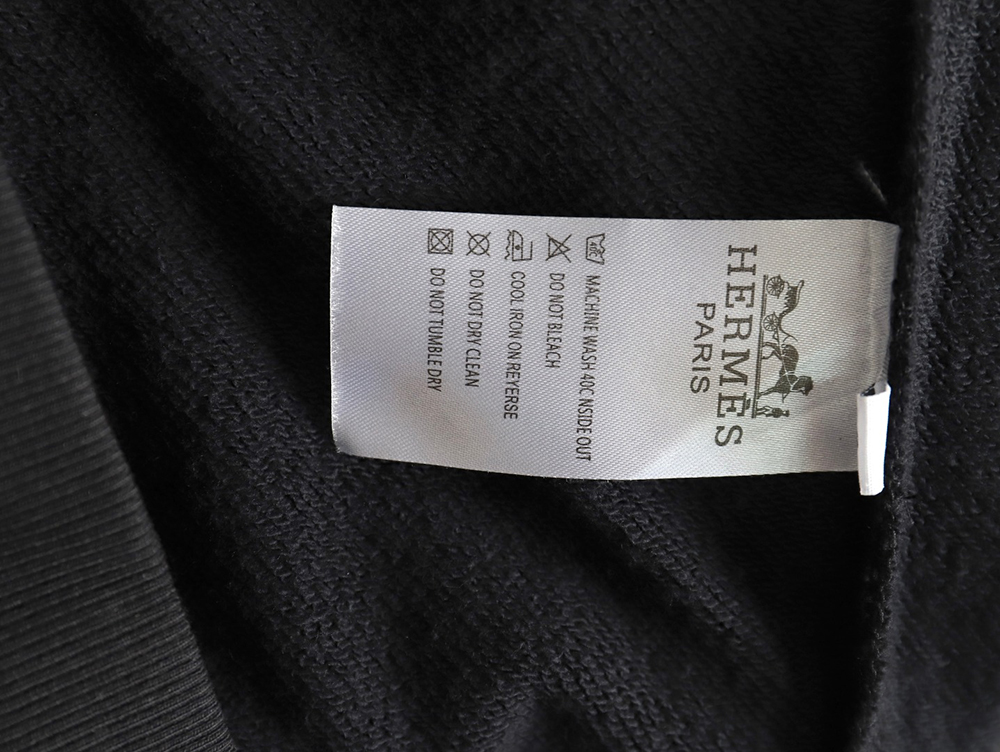 HERMÈS
PARIS
MACHINE WASH 40C NSIDE OUT
DO NOT BLEACH
COOL IRON ON REYERSE
DO NOT DRY CLEAN
DO NOT TUMBLE DRY